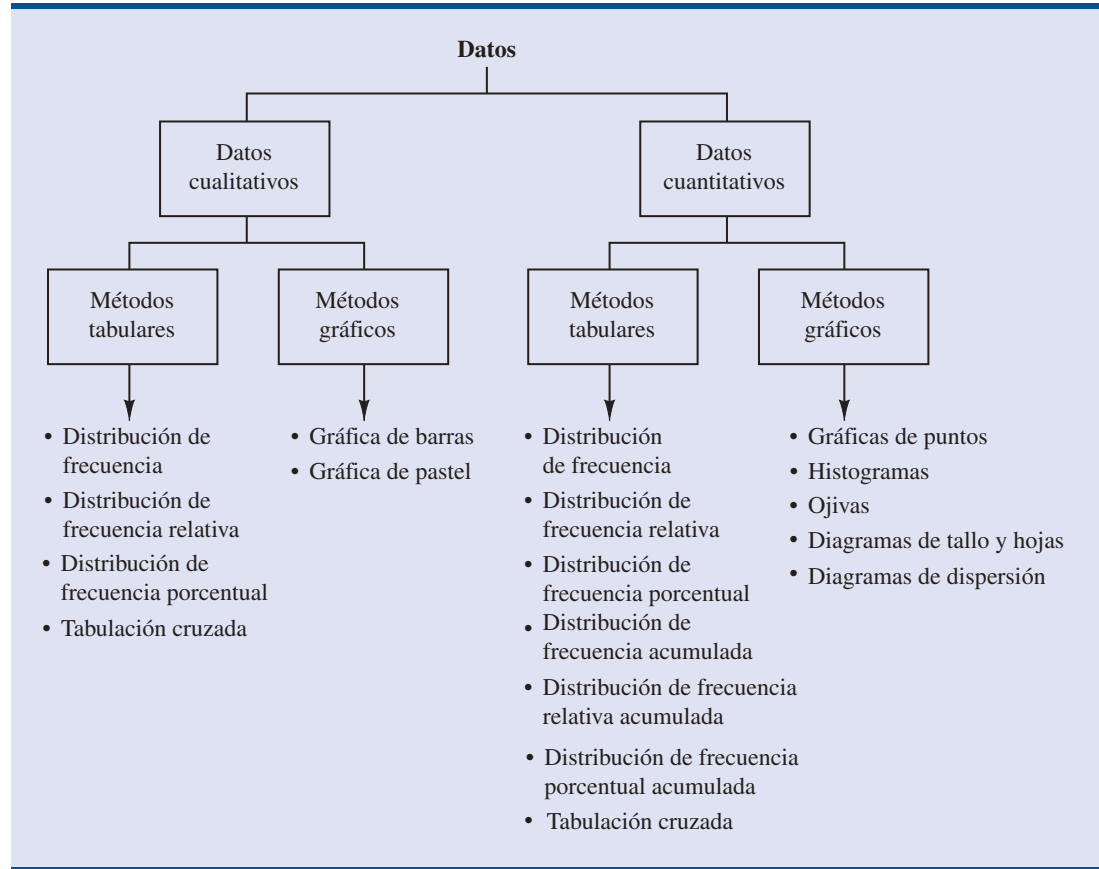 Datos
Datos
cualitativos
Datos
cuantitativos
Métodos
tabulares
Métodos
gráficos
Métodos
tabulares
Métodos
gráficos
• Distribución de
frecuencia
• Distribución de
frecuencia relativa
• Distribución de
frecuencia porcentual
• Tabulación cruzada
• Gráfica de barras
• Gráfica de pastel
• Distribución
de frecuencia
• Distribución de
frecuencia relativa
• Distribución de
frecuencia porcentual
• Distribución de
frecuencia acumulada
• Distribución de frecuencia
relativa acumulada
• Distribución de frecuencia
porcentual acumulada
• Tabulación cruzada
• Gráficas de puntos
• Histogramas
• Ojivas
• Diagramas de tallo y hojas
• Diagramas de dispersión